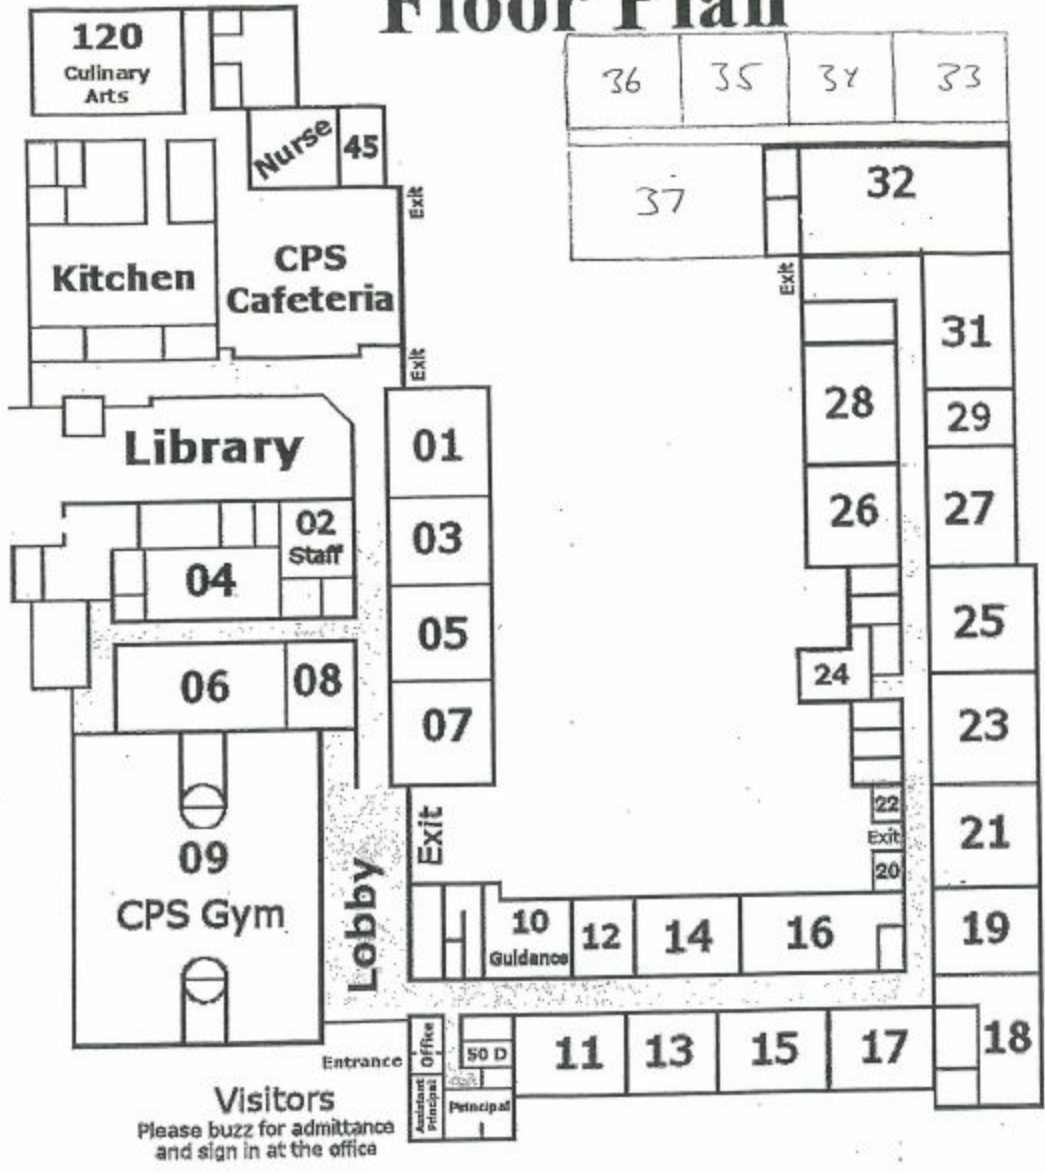 Floor Plan
120
Culinary
Arts
36
35
34
33
Nurse
45
37
32
Exit
Kitchen
CPS
Cafeteria
Exit
31
Exit
28
29
01
Library
26
27
02
Staff
03
04
25
05
24
06
08
23
07
22
Exit
21
Exit
20
09
CPS Gym
Lobby
10
Guidance
12
14
16
19
Entrance
Office
50 D
11
13
15
17
18
Assistant
Principal
Principal
Visitors
Please buzz for admittance
and sign in at the office